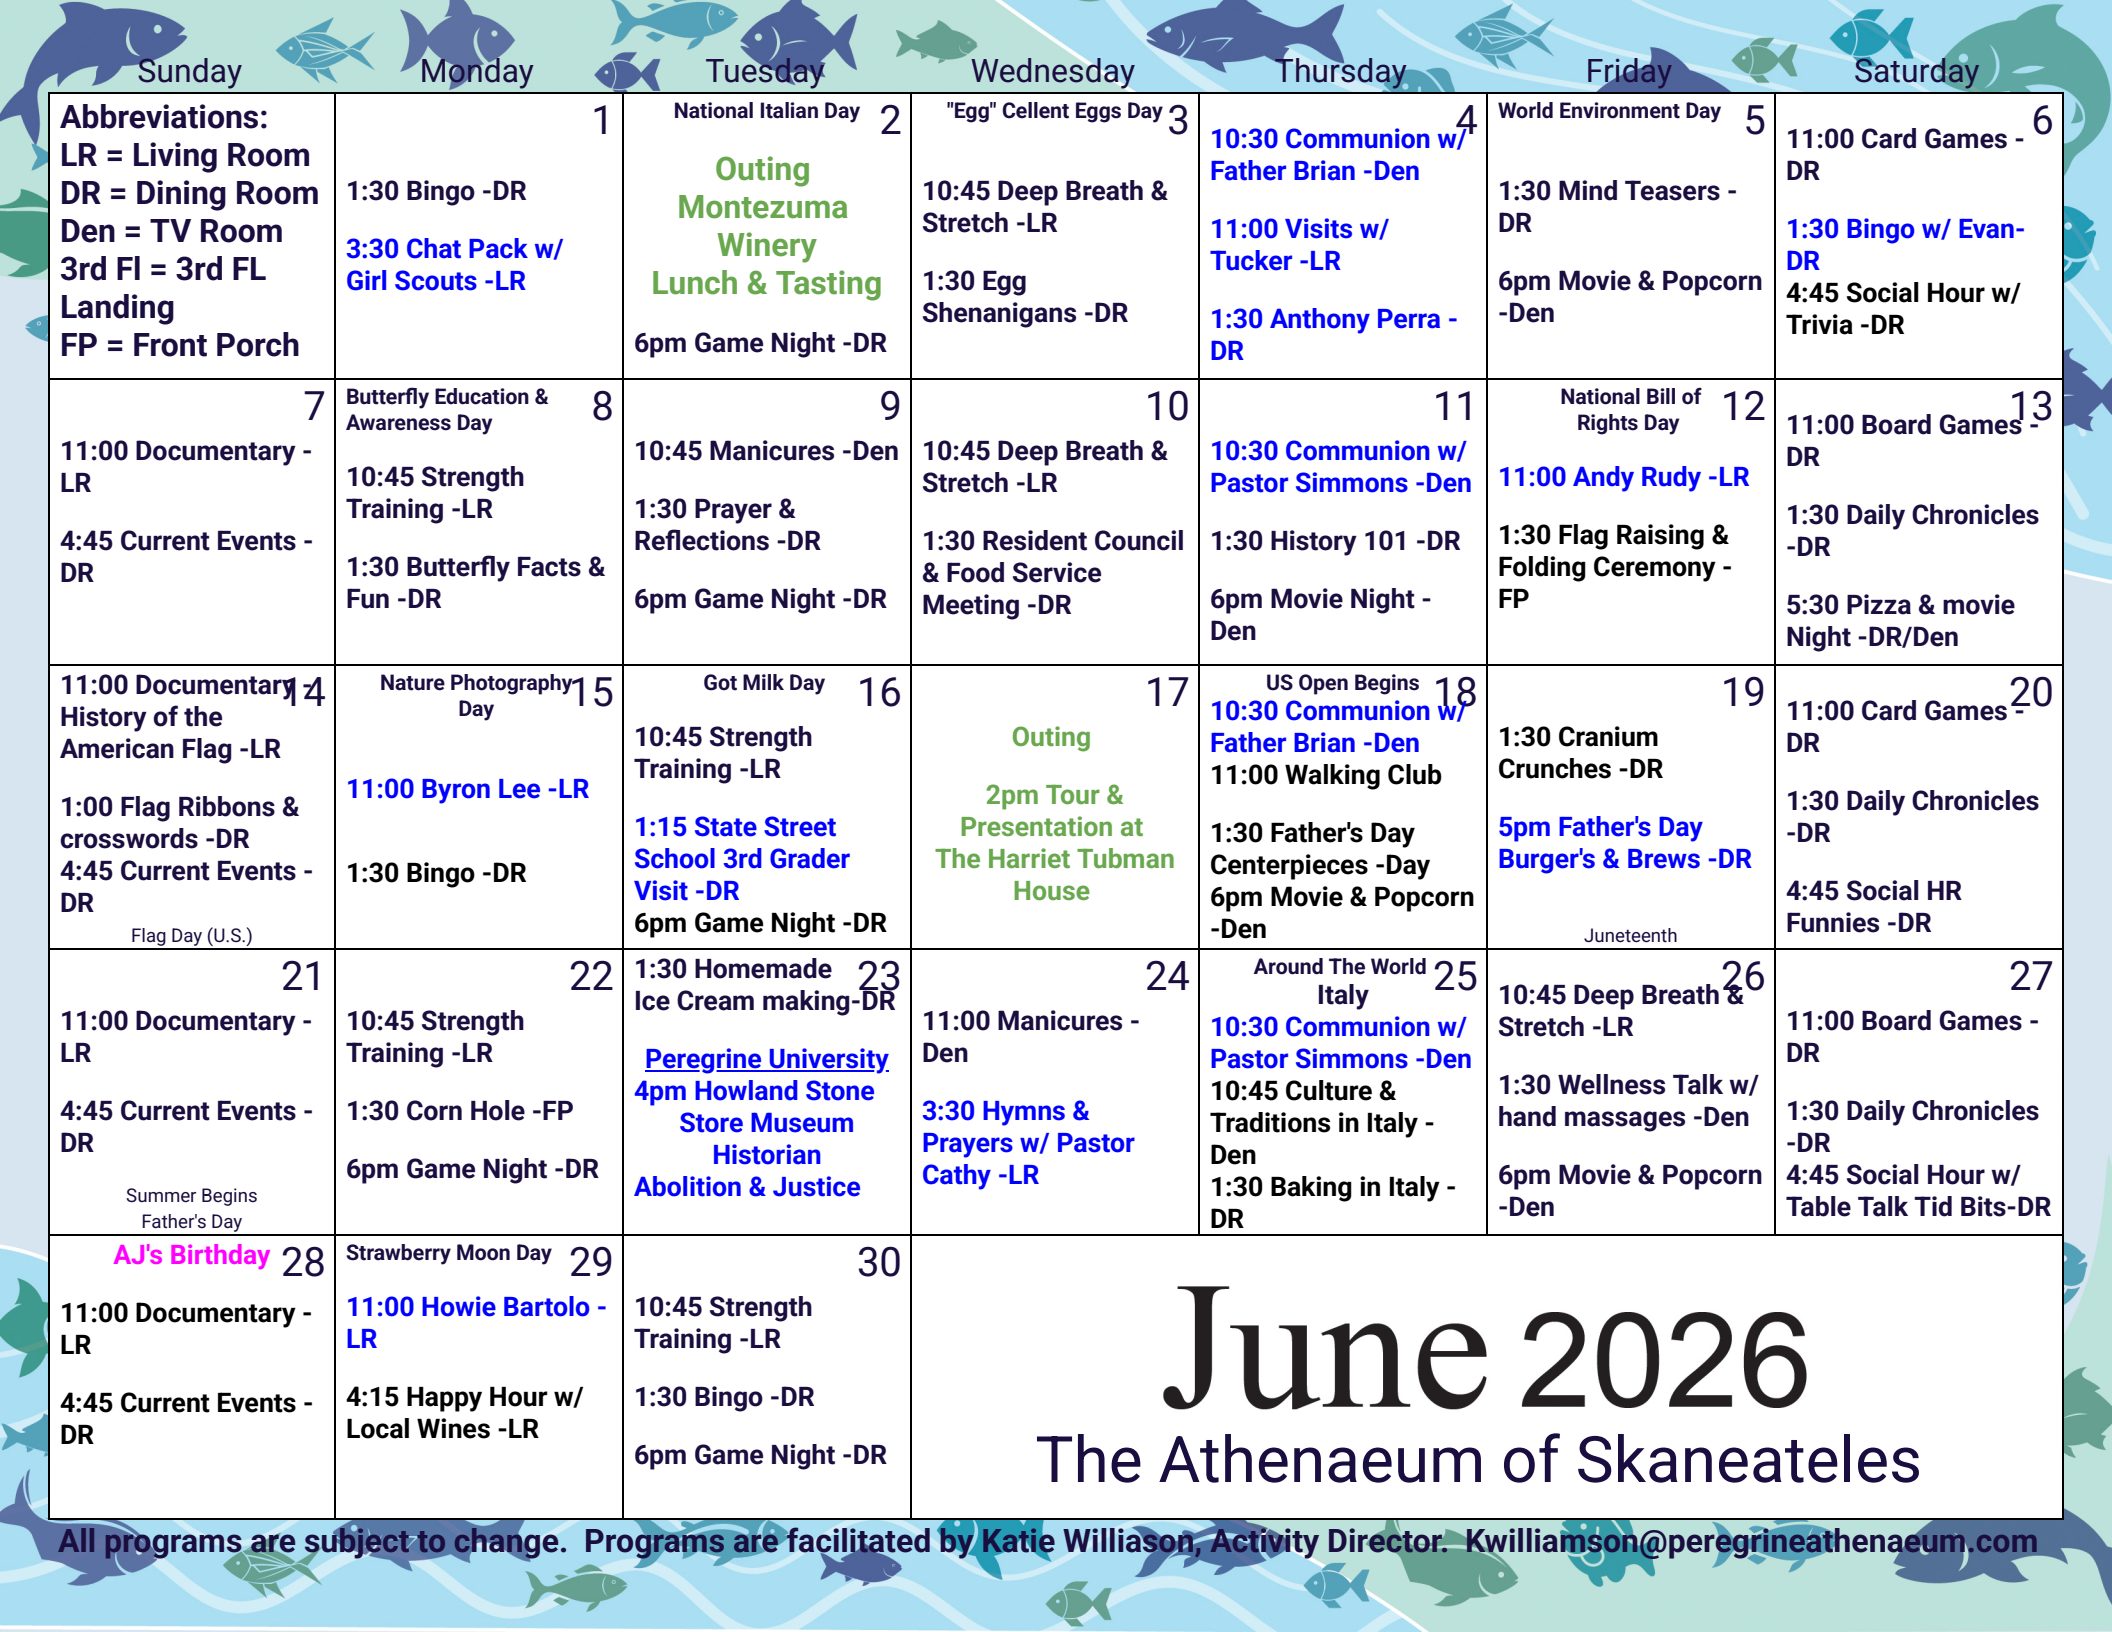 Sunday Monday Tuesday Wednesday Thursday Friday Saturday
Abbreviations:
LR = Living Room
DR = Dining Room
Den = TV Room
3rd Fl = 3rd FL
Landing
FP = Front Porch
1
1:30 Bingo -DR
3:30 Chat Pack w/
Girl Scouts -LR
National Italian Day 2
Outing
Montezuma
Winery
Lunch & Tasting
6pm Game Night -DR
"Egg" Cellent Eggs Day 3
10:45 Deep Breath &
Stretch -LR
1:30 Egg
Shenanigans -DR
4
10:30 Communion w/
Father Brian -Den
11:00 Visits w/
Tucker -LR
1:30 Anthony Perra -
DR
World Environment Day 5
1:30 Mind Teasers -
DR
6pm Movie & Popcorn
-Den
6
11:00 Card Games -
DR
1:30 Bingo w/ Evan-
DR
4:45 Social Hour w/
Trivia -DR
7
11:00 Documentary -
LR
4:45 Current Events -
DR
Butterfly Education & 8
Awareness Day
10:45 Strength
Training -LR
1:30 Butterfly Facts &
Fun -DR
9
10:45 Manicures -Den
1:30 Prayer &
Reflections -DR
6pm Game Night -DR
10
10:45 Deep Breath &
Stretch -LR
1:30 Resident Council
& Food Service
Meeting -DR
11
10:30 Communion w/
Pastor Simmons -Den
1:30 History 101 -DR
6pm Movie Night -
Den
National Bill of 12
Rights Day
11:00 Andy Rudy -LR
1:30 Flag Raising &
Folding Ceremony -
FP
13
11:00 Board Games -
DR
1:30 Daily Chronicles
-DR
5:30 Pizza & movie
Night -DR/Den
14
11:00 Documentary -
History of the
American Flag -LR
1:00 Flag Ribbons &
crosswords -DR
4:45 Current Events -
DR
Flag Day (U.S.)
Nature Photography 15
Day
11:00 Byron Lee -LR
1:30 Bingo -DR
Got Milk Day 16
10:45 Strength
Training -LR
1:15 State Street
School 3rd Grader
Visit -DR
6pm Game Night -DR
17
Outing
2pm Tour &
Presentation at
The Harriet Tubman
House
US Open Begins 18
10:30 Communion w/
Father Brian -Den
11:00 Walking Club
1:30 Father's Day
Centerpieces -Day
6pm Movie & Popcorn
-Den
19
1:30 Cranium
Crunches -DR
5pm Father's Day
Burger's & Brews -DR
Juneteenth
20
11:00 Card Games -
DR
1:30 Daily Chronicles
-DR
4:45 Social HR
Funnies -DR
21
11:00 Documentary -
LR
4:45 Current Events -
DR
Summer Begins
Father's Day
22
10:45 Strength
Training -LR
1:30 Corn Hole -FP
6pm Game Night -DR
23
1:30 Homemade
Ice Cream making-DR
Peregrine University
4pm Howland Stone
Store Museum
Historian
Abolition & Justice
24
11:00 Manicures -
Den
3:30 Hymns &
Prayers w/ Pastor
Cathy -LR
Around The World 25
Italy
10:30 Communion w/
Pastor Simmons -Den
10:45 Culture &
Traditions in Italy -
Den
1:30 Baking in Italy -
DR
26
10:45 Deep Breath &
Stretch -LR
1:30 Wellness Talk w/
hand massages -Den
6pm Movie & Popcorn
-Den
27
11:00 Board Games -
DR
1:30 Daily Chronicles
-DR
4:45 Social Hour w/
Table Talk Tid Bits-DR
AJ's Birthday 28
11:00 Documentary -
LR
4:45 Current Events -
DR
Strawberry Moon Day 29
11:00 Howie Bartolo -
LR
4:15 Happy Hour w/
Local Wines -LR
30
10:45 Strength
Training -LR
1:30 Bingo -DR
6pm Game Night -DR
June 2026
The Athenaeum of Skaneateles
All programs are subject to change. Programs are facilitated by Katie Williason, Activity Director. Kwilliamson@peregrineathenaeum.com